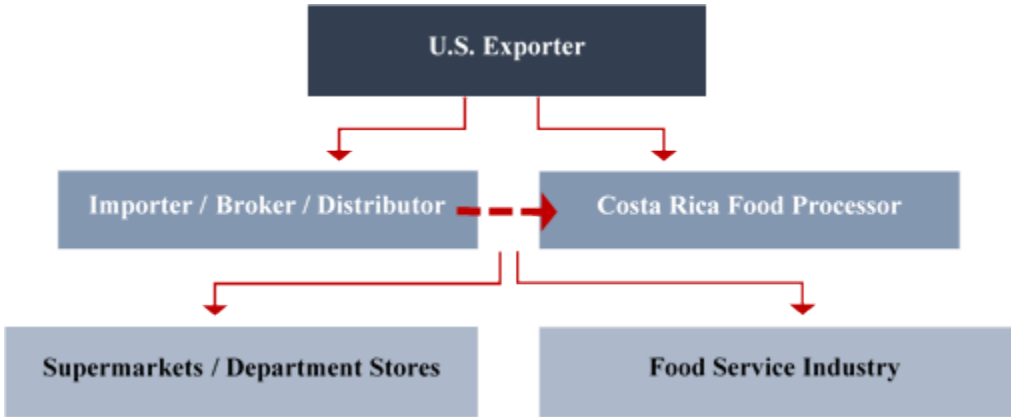 U.S. Exporter
Importer / Broker / Distributor
Costa Rica Food Processor
Supermarkets / Department Stores
Food Service Industry